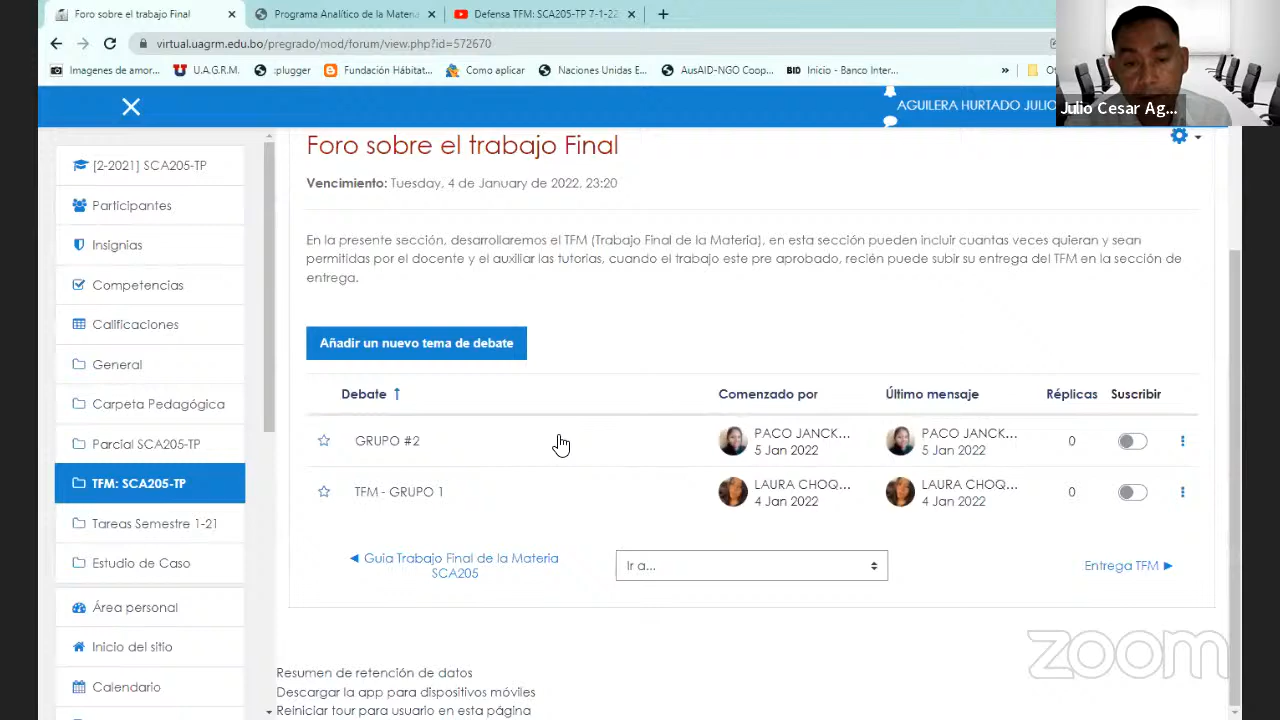 Foro sobre el trabajo Final
Programa Analítico de la Materia
Defensa TFM: SCA205-TP 7-1-22
virtual.uagrm.edu.bo/pregrado/mod/forum/view.php?id=572670
Imagenes de amor...
U.A.G.R.M.
:plugger
Fundación Hábitat...
Como aplicar
Naciones Unidas E...
AusAID-NGO Coop...
BID Inicio - Banco Inter...
»
AGUILERA HURTADO JULIO
Julio Cesar Ag...
[2-2021] SCA205-TP
Participantes
Insignias
Competencias
Calificaciones
General
Carpeta Pedagógica
Parcial SCA205-TP
TFM: SCA205-TP
Tareas Semestre 1-21
Estudio de Caso
Área personal
Inicio del sitio
Calendario
Foro sobre el trabajo Final
Vencimiento: Tuesday, 4 de January de 2022, 23:20
En la presente sección, desarrollaremos el TFM (Trabajo Final de la Materia), en esta sección pueden incluir cuantas veces quieran y sean
permitidas por el docente y el auxiliar las tutorias, cuando el trabajo este pre aprobado, recién puede subir su entrega del TFM en la sección de
entrega.
Añadir un nuevo tema de debate
Debate ↑ Comenzado por Último mensaje Réplicas Suscribir
GRUPO #2 PACO JANCK... PACO JANCK... 0
5 Jan 2022 5 Jan 2022
TFM - GRUPO 1 LAURA CHOQ... LAURA CHOQ... 0
4 Jan 2022 4 Jan 2022
◄ Guía Trabajo Final de la Materia
SCA205
Ir a...
Entrega TFM ►
Resumen de retención de datos
Descargar la app para dispositivos móviles
Reiniciar tour para usuario en esta página
zoom